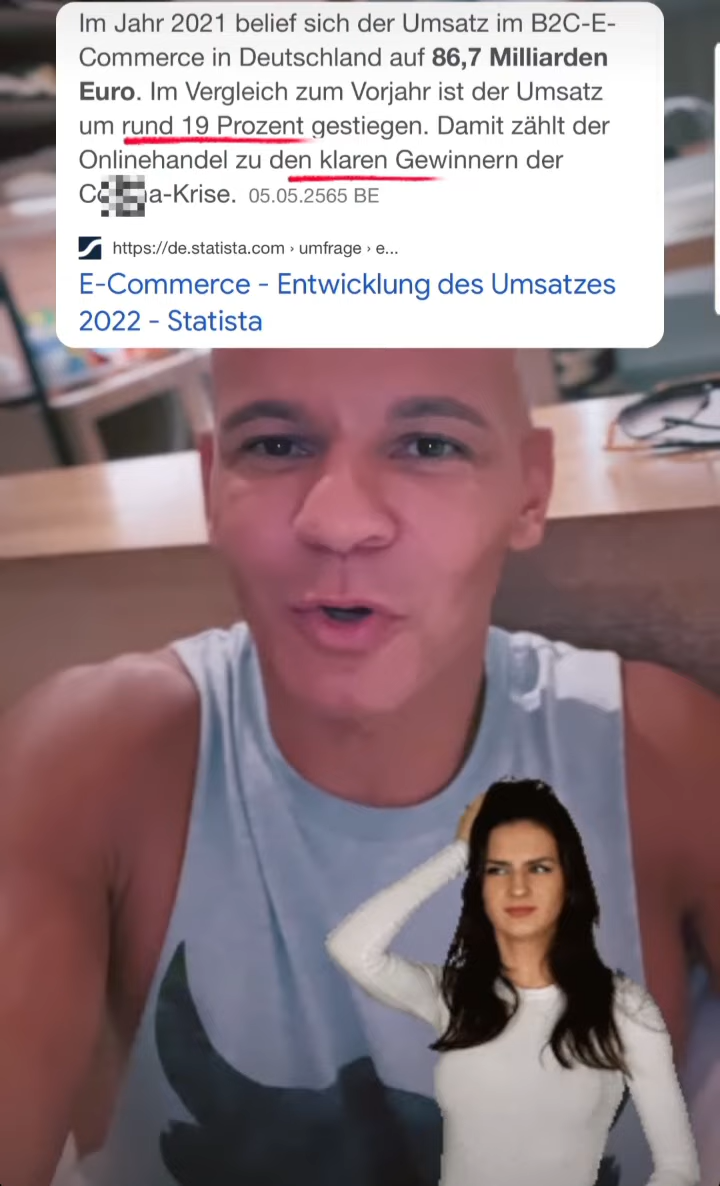 Im Jahr 2021 belief sich der Umsatz im B2C-E-
Commerce in Deutschland auf 86,7 Milliarden
Euro. Im Vergleich zum Vorjahr ist der Umsatz
um rund 19 Prozent gestiegen. Damit zählt der
Onlinehandel zu den klaren Gewinnern der
a-Krise. 05.05.2565 BE
https://de.statista.com › umfrage › e...
E-Commerce - Entwicklung des Umsatzes
2022 - Statista